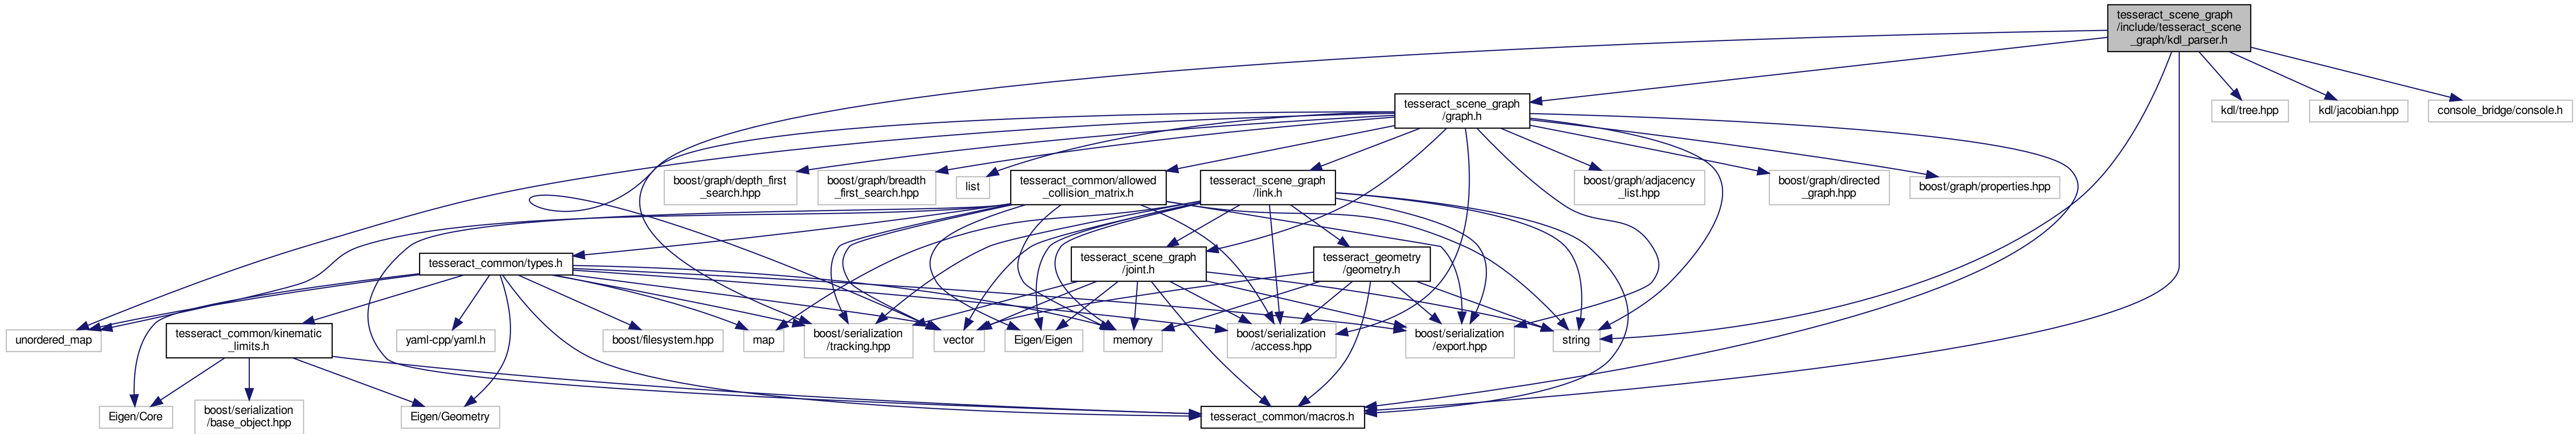 tesseract_scene_graph
/include/tesseract_scene
_graph/kdl_parser.h
tesseract_scene_graph
/graph.h
kdl/tree.hpp
kdl/jacobian.hpp
console_bridge/console.h
boost/graph/depth_first
_search.hpp
boost/graph/breadth
_first_search.hpp
list
tesseract_common/allowed
_collision_matrix.h
tesseract_scene_graph
/link.h
boost/graph/adjacency
_list.hpp
boost/graph/directed
_graph.hpp
boost/graph/properties.hpp
tesseract_common/types.h
tesseract_scene_graph
/joint.h
tesseract_geometry
/geometry.h
unordered_map
tesseract_common/kinematic
_limits.h
yaml-cpp/yaml.h
boost/filesystem.hpp
map
boost/serialization
/tracking.hpp
vector
Eigen/Eigen
memory
boost/serialization
/access.hpp
boost/serialization
/export.hpp
string
Eigen/Core
boost/serialization
/base_object.hpp
Eigen/Geometry
tesseract_common/macros.h